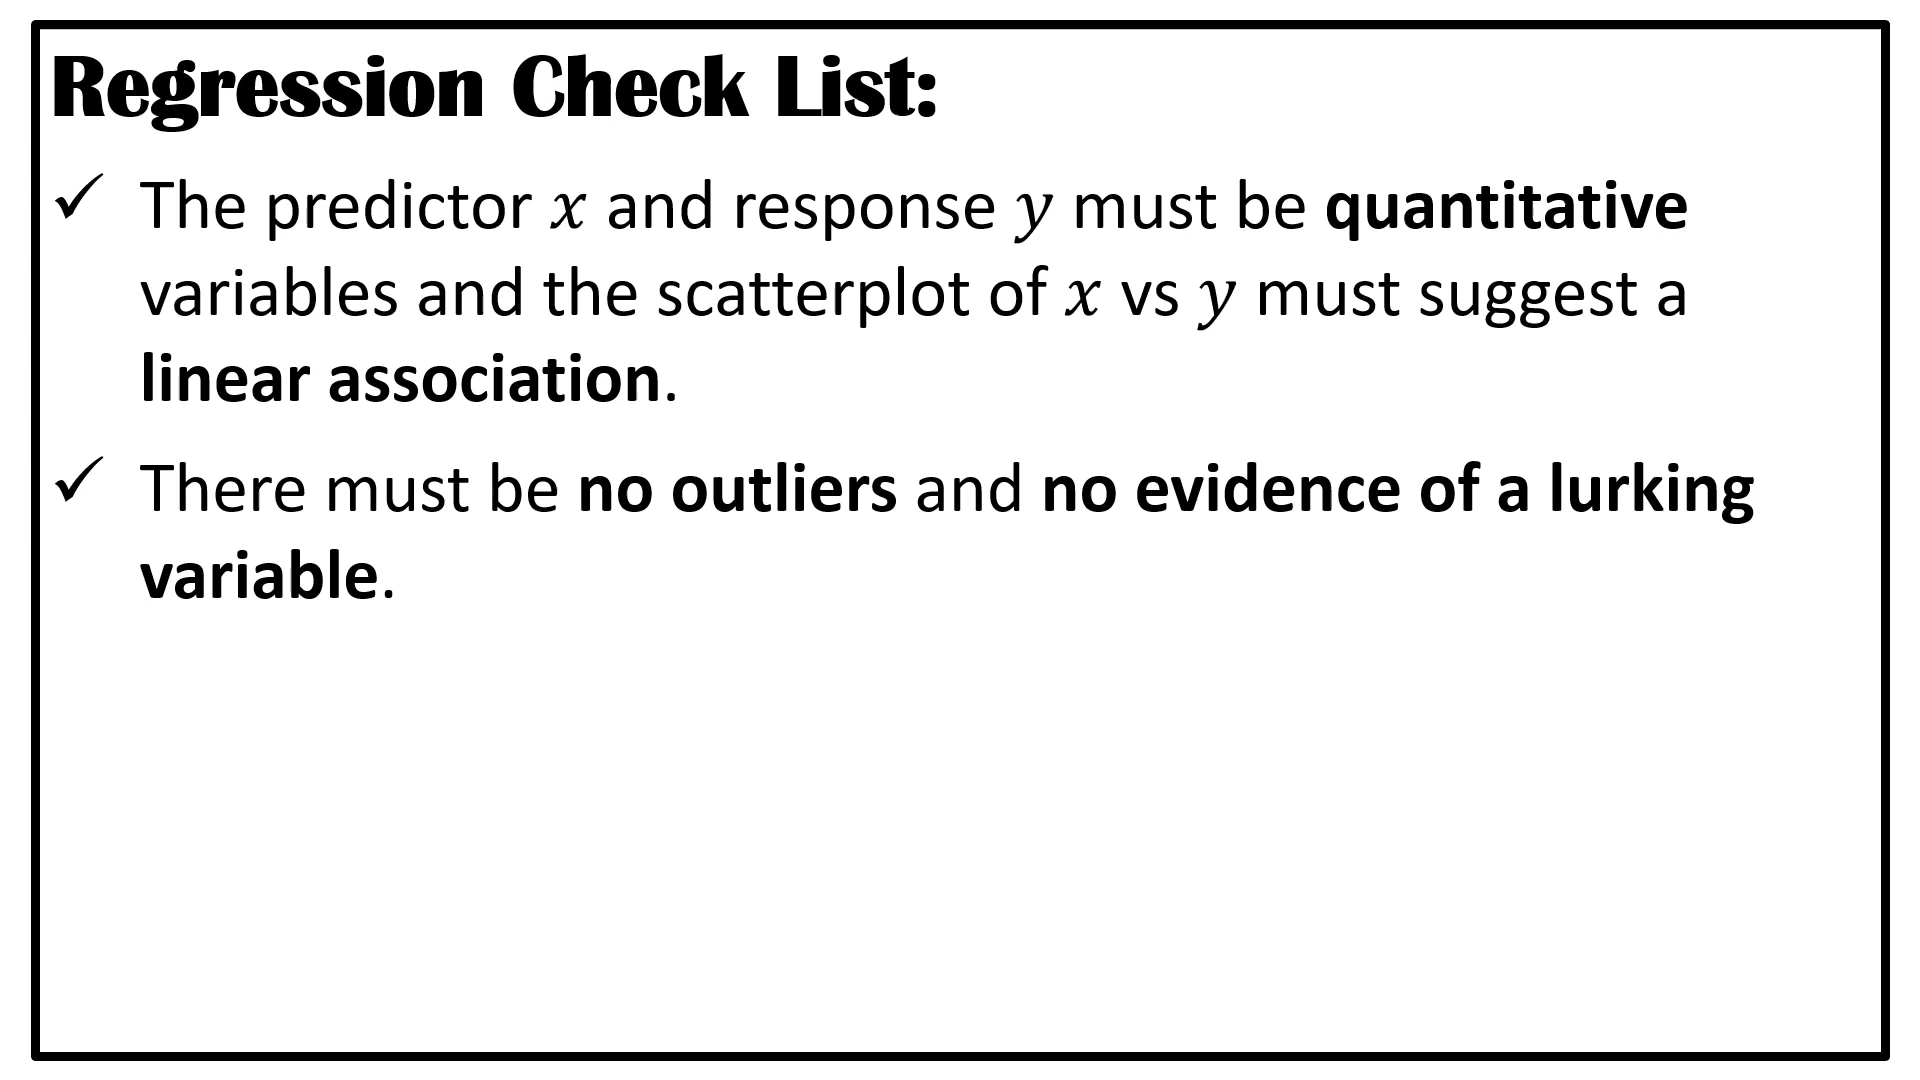 Regression Check List:
✓ The predictor x and response y must be quantitative
variables and the scatterplot of x vs y must suggest a
linear association.
✓ There must be no outliers and no evidence of a lurking
variable.